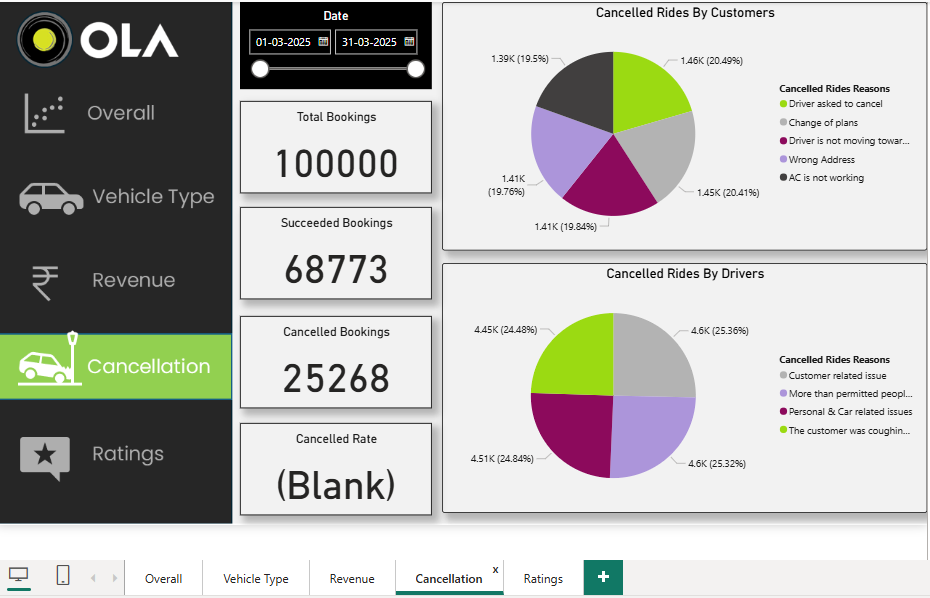 OLA
Overall
Vehicle Type
Revenue
Cancellation
Ratings
Date
01-03-2025
31-03-2025
Total Bookings
100000
Succeeded Bookings
68773
Cancelled Bookings
25268
Cancelled Rate
(Blank)
Cancelled Rides By Customers
1.39K (19.5%)
1.46K (20.49%)
1.41K
(19.76%)
1.45K (20.41%)
1.41K (19.84%)
Cancelled Rides Reasons
Driver asked to cancel
Change of plans
Driver is not moving towar...
Wrong Address
AC is not working
Cancelled Rides By Drivers
4.45K (24.48%)
4.6K (25.36%)
4.51K (24.84%)
4.6K (25.32%)
Cancelled Rides Reasons
Customer related issue
More than permitted peopl...
Personal & Car related issues
The customer was coughin...
Overall
Vehicle Type
Revenue
Cancellation
x
Ratings
+